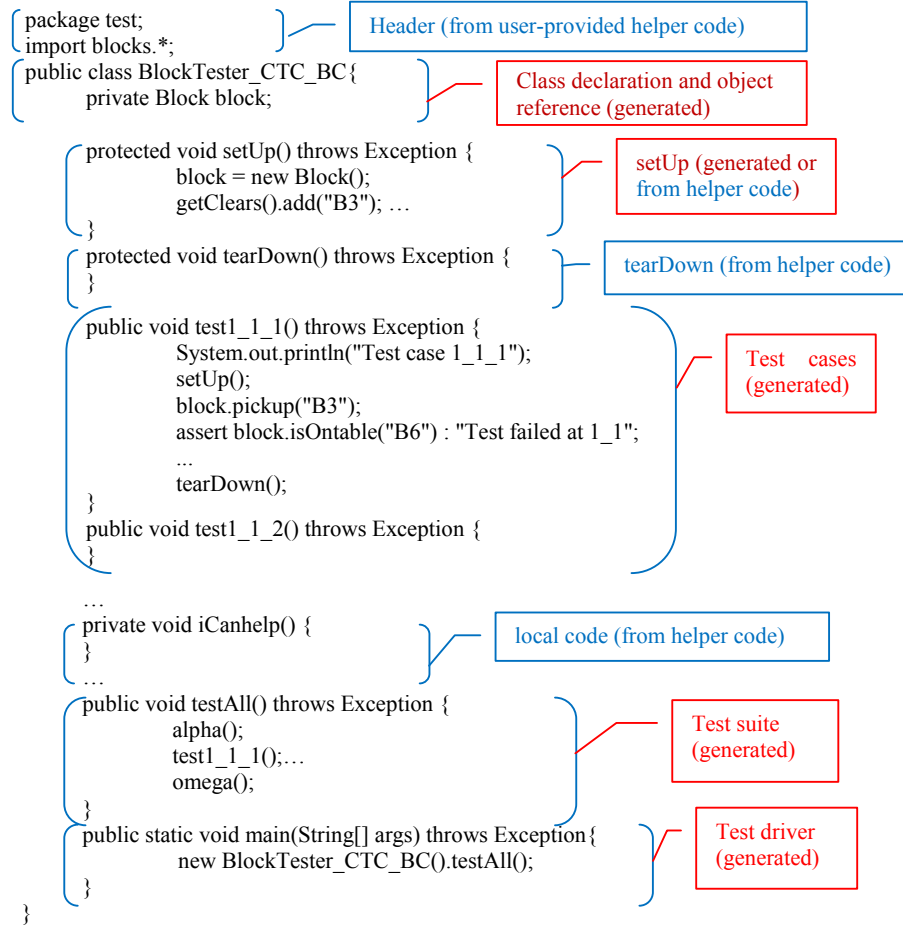 package test;
import blocks.*;
Header (from user-provided helper code)
public class BlockTester_CTC_BC{
private Block block;
Class declaration and object
reference (generated)
protected void setUp() throws Exception {
block = new Block();
getClears().add("B3"); …
}
setUp (generated or
from helper code)
protected void tearDown() throws Exception {
}
tearDown (from helper code)
public void test1_1_1() throws Exception {
System.out.println("Test case 1_1_1");
setUp();
block.pickup("B3");
assert block.isOntable("B6") : "Test failed at 1_1";
...
tearDown();
}
public void test1_1_2() throws Exception {
}
Test cases
(generated)
…
private void iCanhelp() {
}
local code (from helper code)
…
public void testAll() throws Exception {
alpha();
test1_1_1();…
omega();
}
Test suite
(generated)
public static void main(String[] args) throws Exception{
new BlockTester_CTC_BC().testAll();
}
Test driver
(generated)
}